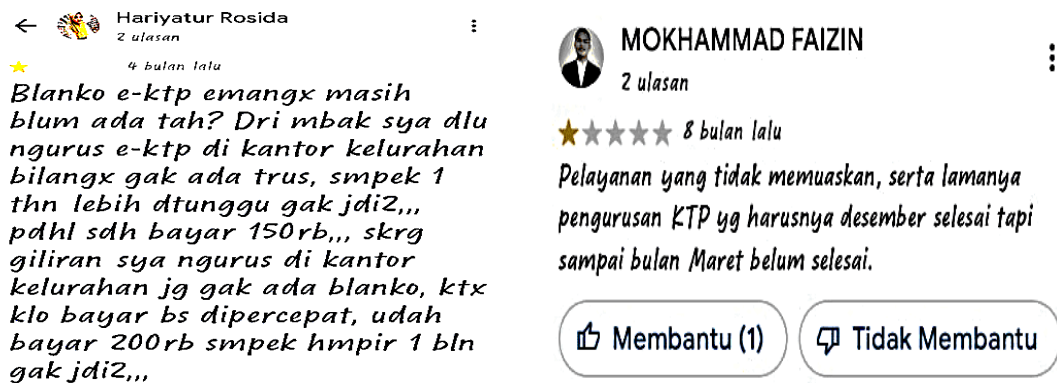 Hariyatur Rosida
2 ulasan
4 bulan lalu
Blanko e-ktp emangx masih
blum ada tah? Dri mbak sya dlu
ngurus e-ktp di kantor kelurahan
bilangx gak ada trus, smpek 1
thn lebih dtunggu gak jdi2,,,
pdhl sdh bayar 150rb,,, skrg
giliran sya ngurus di kantor
kelurahan jg gak ada blanko, ktx
klo bayar bs dipercepat, udah
bayar 200rb smpek hmpir 1 bln
gak jdi2,,,
MOKHAMMAD FAIZIN
2 ulasan
8 bulan lalu
Pelayanan yang tidak memuaskan, serta lamanya
pengurusan KTP yg harusnya desember selesai tapi
sampai bulan Maret belum selesai.
Membantu (1)
Tidak Membantu